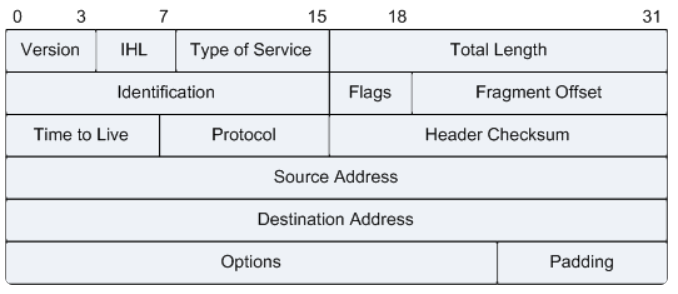 0 3 7 15 18 31
Version IHL Type of Service Total Length
Identification Flags Fragment Offset
Time to Live Protocol Header Checksum
Source Address
Destination Address
Options Padding